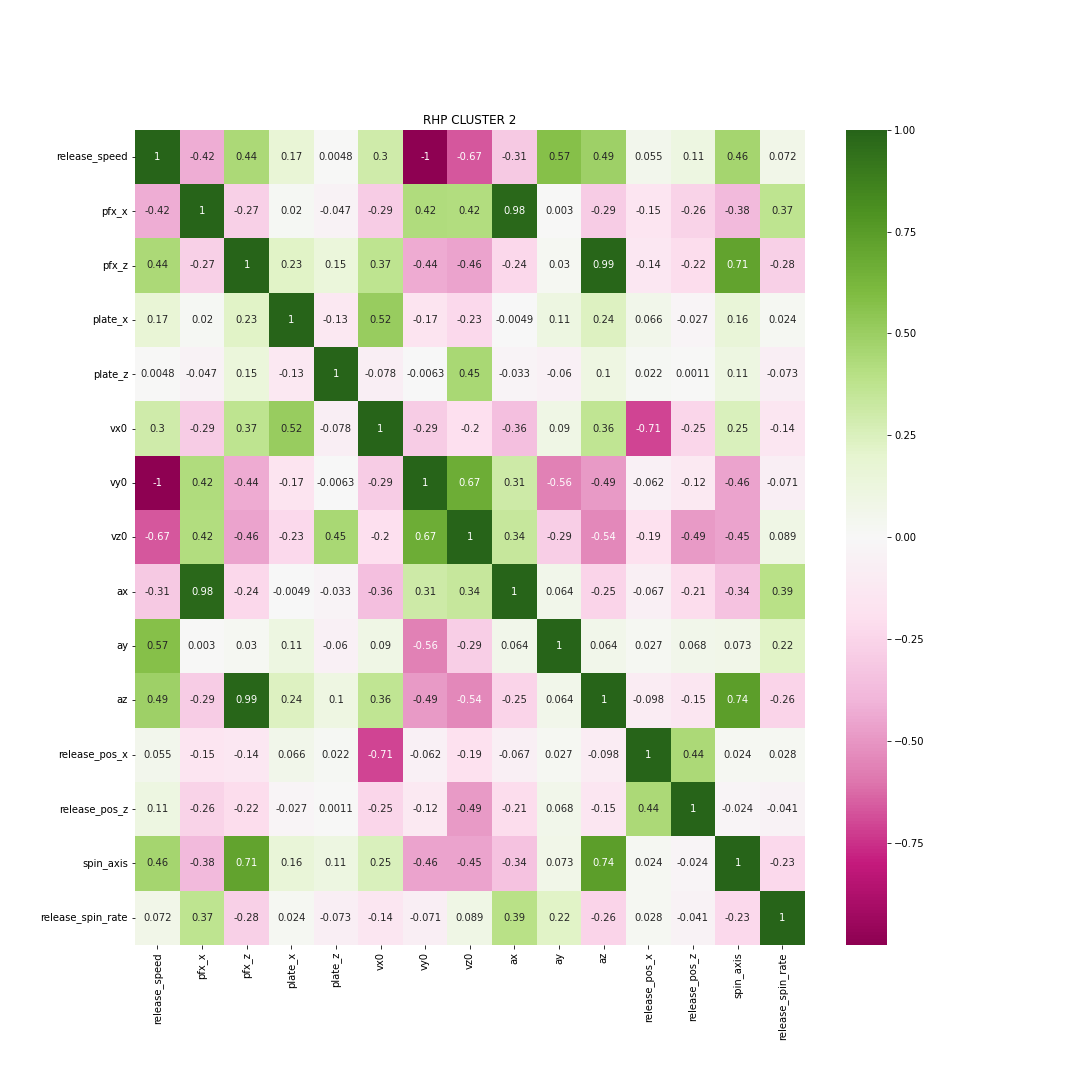 RHP CLUSTER 2
release_speed 1 -0.42 0.44 0.17 0.0048 0.3 -1 -0.67 -0.31 0.57 0.49 0.055 0.11 0.46 0.072
pfx_x -0.42 1 -0.27 0.02 -0.047 -0.29 0.42 0.42 0.98 0.003 -0.29 -0.15 -0.26 -0.38 0.37
pfx_z 0.44 -0.27 1 0.23 0.15 0.37 -0.44 -0.46 -0.24 0.03 0.99 -0.14 -0.22 0.71 -0.28
plate_x 0.17 0.02 0.23 1 -0.13 0.52 -0.17 -0.23 -0.0049 0.11 0.24 0.066 -0.027 0.16 0.024
plate_z 0.0048 -0.047 0.15 -0.13 1 -0.078 -0.0063 0.45 -0.033 -0.06 0.1 0.022 0.0011 0.11 -0.073
vx0 0.3 -0.29 0.37 0.52 -0.078 1 -0.29 -0.2 -0.36 0.09 0.36 -0.71 -0.25 0.25 -0.14
vy0 -1 0.42 -0.44 -0.17 -0.0063 -0.29 1 0.67 0.31 -0.56 -0.49 -0.062 -0.12 -0.46 -0.071
vz0 -0.67 0.42 -0.46 -0.23 0.45 -0.2 0.67 1 0.34 -0.29 -0.54 -0.19 -0.49 -0.45 0.089
ax -0.31 0.98 -0.24 -0.0049 -0.033 -0.36 0.31 0.34 1 0.064 -0.25 -0.067 -0.21 -0.34 0.39
ay 0.57 0.003 0.03 0.11 -0.06 0.09 -0.56 -0.29 0.064 1 0.064 0.027 0.068 0.073 0.22
az 0.49 -0.29 0.99 0.24 0.1 0.36 -0.49 -0.54 -0.25 0.064 1 -0.098 -0.15 0.74 -0.26
release_pos_x 0.055 -0.15 -0.14 0.066 0.022 -0.71 -0.062 -0.19 -0.067 0.027 -0.098 1 0.44 0.024 0.028
release_pos_z 0.11 -0.26 -0.22 -0.027 0.0011 -0.25 -0.12 -0.49 -0.21 0.068 -0.15 0.44 1 -0.024 -0.041
spin_axis 0.46 -0.38 0.71 0.16 0.11 0.25 -0.46 -0.45 -0.34 0.073 0.74 0.024 -0.024 1 -0.23
release_spin_rate 0.072 0.37 -0.28 0.024 -0.073 -0.14 -0.071 0.089 0.39 0.22 -0.26 0.028 -0.041 -0.23 1
release_speed pfx_x pfx_z plate_x plate_z vx0 vy0 vz0 ax ay az release_pos_x release_pos_z spin_axis release_spin_rate
1.00
0.75
0.50
0.25
0.00
−0.25
−0.50
−0.75